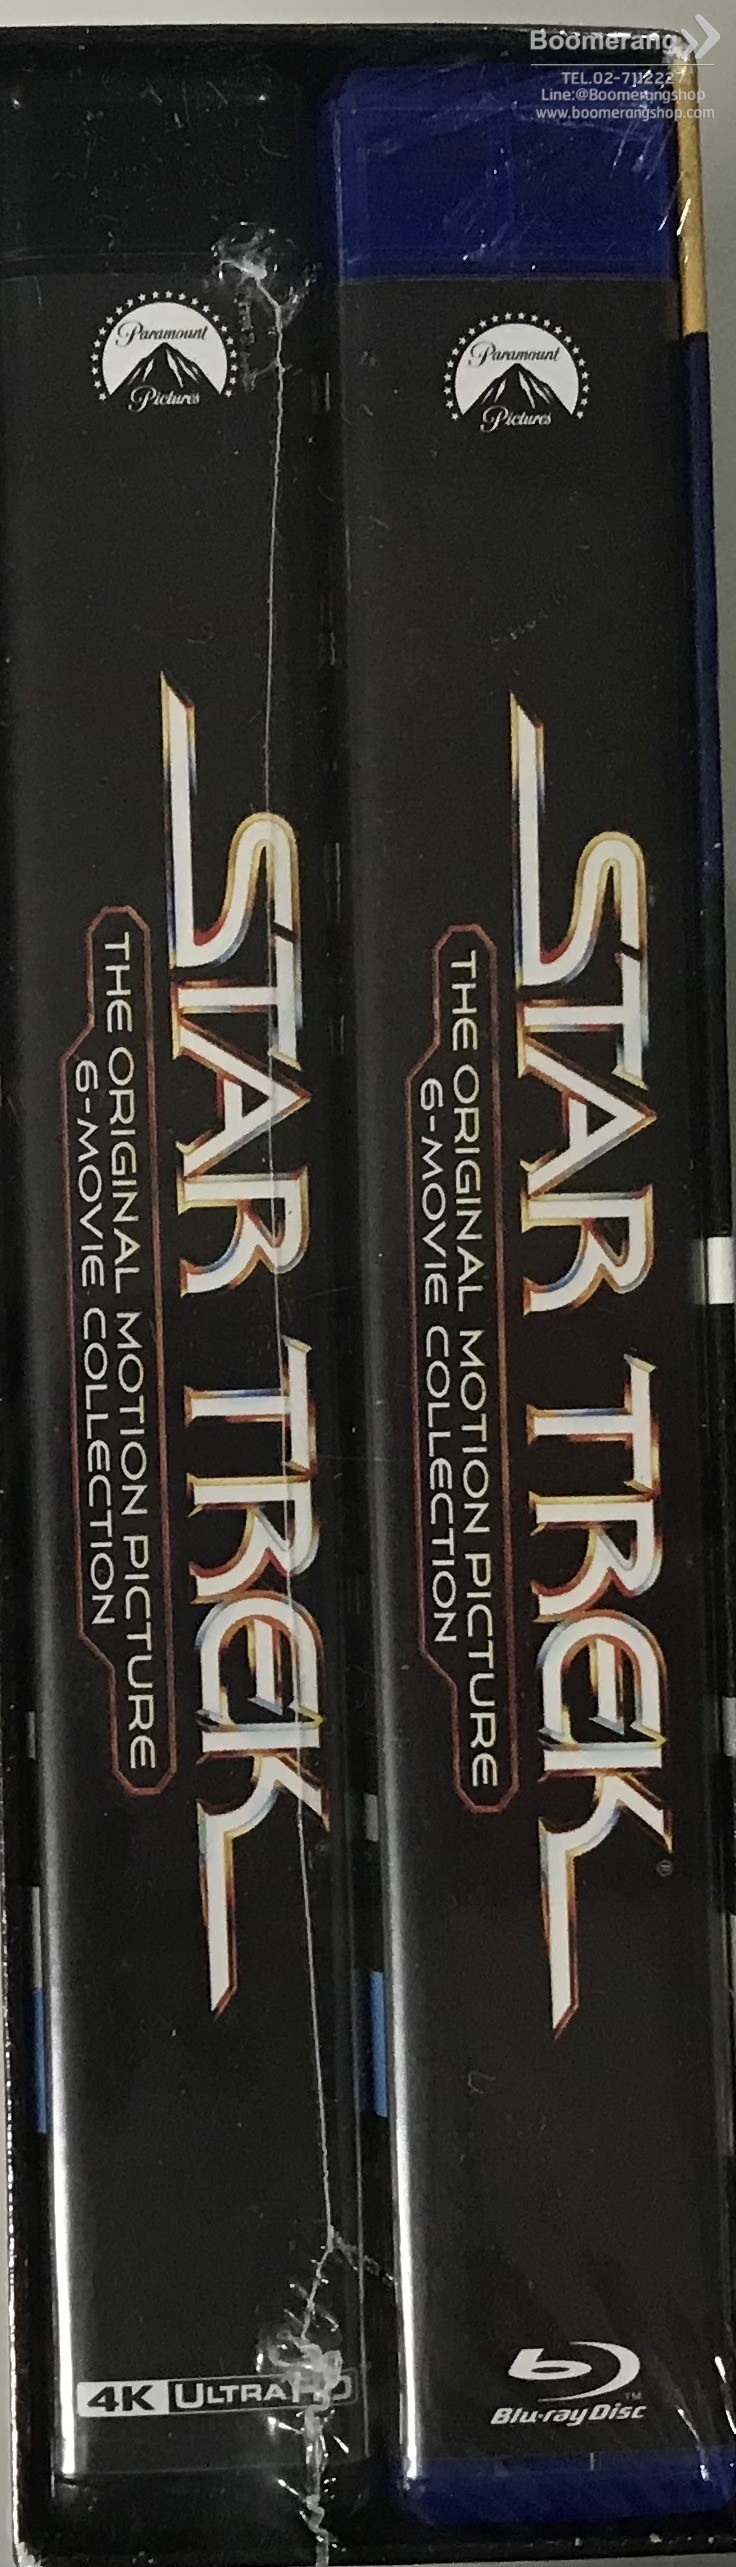 Boomerang
TEL.02-7112227
Line:@Boomerangshop
www.boomerangshop.com
Paramount
Pictures
STAR TREK
THE ORIGINAL MOTION PICTURE
6-MOVIE COLLECTION
4K ULTRA HD
Paramount
Pictures
STAR TREK®
THE ORIGINAL MOTION PICTURE
6-MOVIE COLLECTION
Blu-ray Disc™